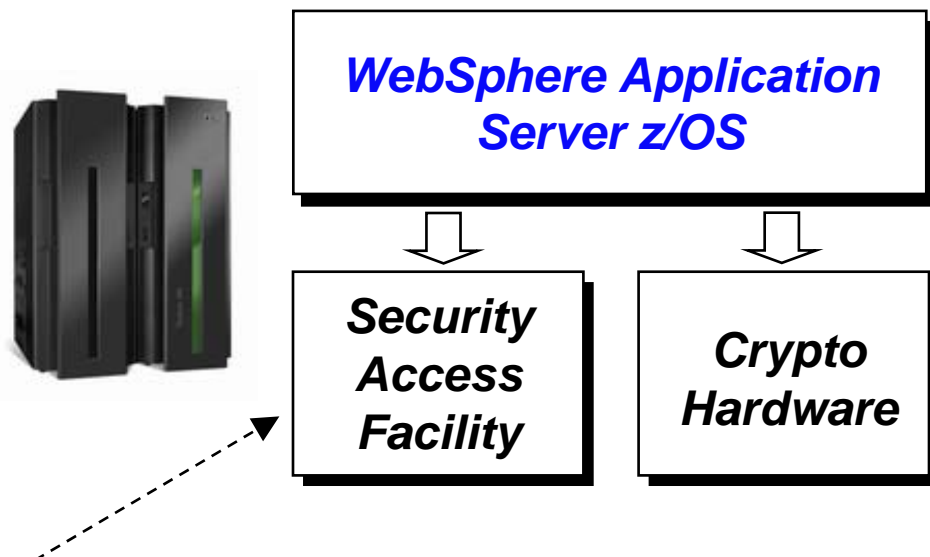 WebSphere Application
Server z/OS
Security
Access
Facility
Crypto
Hardware